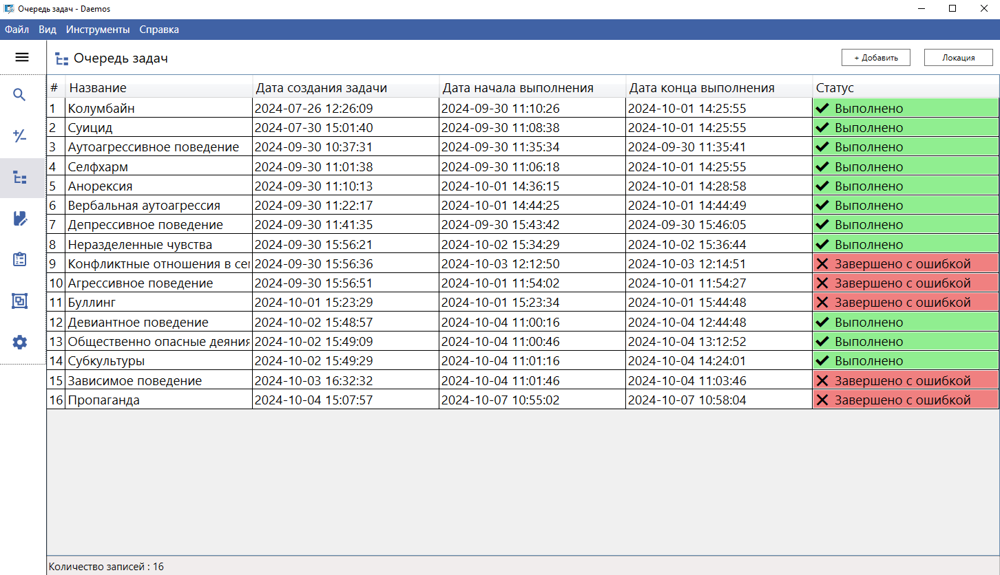 Очередь задач - Daemos
Файл Вид Инструменты Справка
Очередь задач
+ Добавить Локация
# Название Дата создания задачи Дата начала выполнения Дата конца выполнения Статус
1 Колумбайн 2024-07-26 12:26:09 2024-09-30 11:10:26 2024-10-01 14:25:55 Выполнено
2 Суицид 2024-07-30 15:01:40 2024-09-30 11:08:38 2024-10-01 14:25:55 Выполнено
3 Аутоагрессивное поведение 2024-09-30 10:37:31 2024-09-30 11:35:34 2024-09-30 11:35:41 Выполнено
4 Селфхарм 2024-09-30 11:01:38 2024-09-30 11:06:18 2024-10-01 14:25:55 Выполнено
5 Анорексия 2024-09-30 11:10:13 2024-10-01 14:36:15 2024-10-01 14:28:58 Выполнено
6 Вербальная аутоагрессия 2024-09-30 11:22:17 2024-10-01 14:44:25 2024-10-01 14:44:49 Выполнено
7 Депрессивное поведение 2024-09-30 11:41:35 2024-09-30 15:43:42 2024-09-30 15:46:05 Выполнено
8 Неразделенные чувства 2024-09-30 15:56:21 2024-10-02 15:34:29 2024-10-02 15:36:44 Выполнено
9 Конфликтные отношения в 2024-09-30 15:56:36 2024-10-03 12:12:50 2024-10-03 12:14:51 Завершено с ошибкой
10 Агрессивное поведение 2024-09-30 15:56:51 2024-10-01 11:54:02 2024-10-01 11:54:27 Завершено с ошибкой
11 Буллинг 2024-10-01 15:23:29 2024-10-01 15:23:34 2024-10-01 15:44:48 Завершено с ошибкой
12 Девиантное поведение 2024-10-02 15:48:57 2024-10-04 11:00:16 2024-10-04 12:44:48 Выполнено
13 Общественно опасные деяния 2024-10-02 15:49:09 2024-10-04 11:00:46 2024-10-04 13:12:52 Выполнено
14 Субкультуры 2024-10-02 15:49:29 2024-10-04 11:01:16 2024-10-04 14:24:01 Выполнено
15 Зависимое поведение 2024-10-03 16:32:32 2024-10-04 11:01:46 2024-10-04 11:03:46 Завершено с ошибкой
16 Пропаганда 2024-10-04 15:07:57 2024-10-07 10:55:02 2024-10-07 10:58:04 Завершено с ошибкой
Количество записей : 16